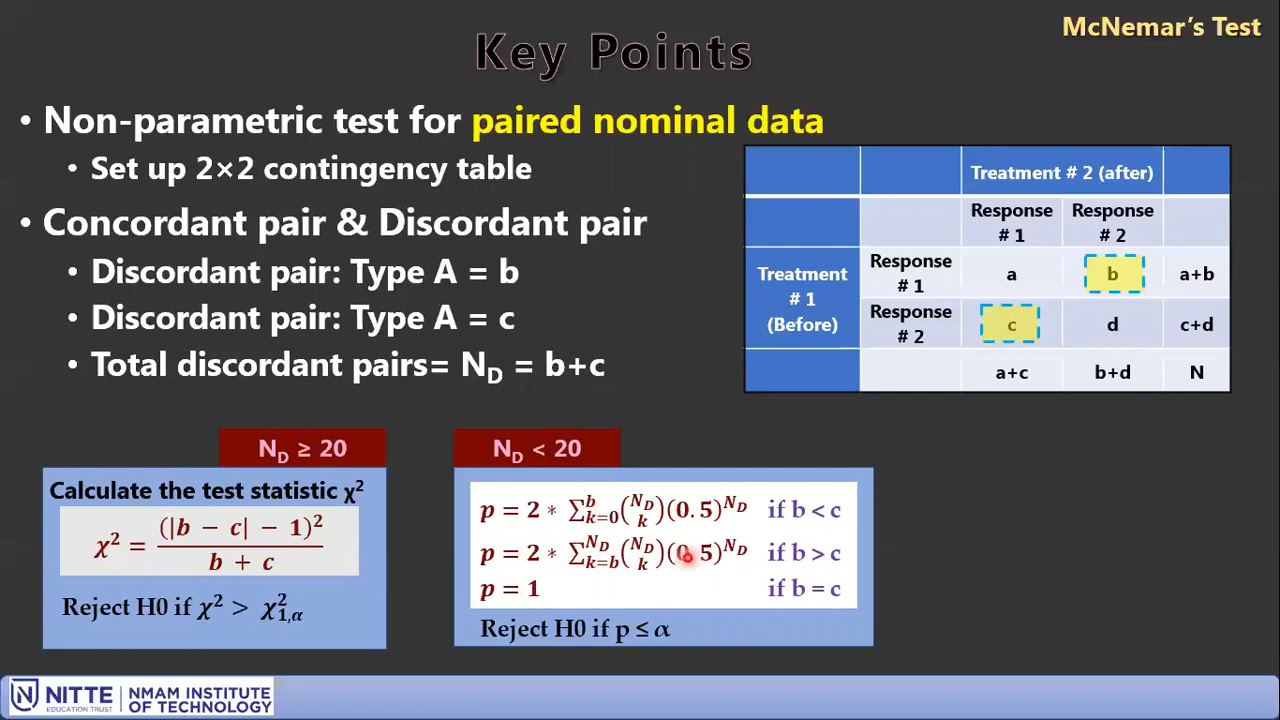 McNemar's Test
Key Points
• Non-parametric test for paired nominal data
• Set up 2×2 contingency table
• Concordant pair & Discordant pair
• Discordant pair: Type A = b
• Discordant pair: Type A = c
• Total discordant pairs= N_D = b+c
Treatment # 2 (after)
Response # 1
Response # 2
Treatment # 1 (Before)
Response # 1
a
b
a+b
Response # 2
c
d
c+d
a+c
b+d
N
N_D ≥ 20
Calculate the test statistic χ²
χ² = (|b − c| − 1)² / (b + c)
Reject H0 if χ² > χ²_{1,α}
N_D < 20
p = 2 * ∑_{k=0}^{b} (N_D k)(0.5)^{N_D} if b < c
p = 2 * ∑_{k=b}^{N_D} (N_D k)(0.5)^{N_D} if b > c
p = 1 if b = c
Reject H0 if p ≤ α
NITTE
EDUCATION TRUST
NMAM INSTITUTE
OF TECHNOLOGY